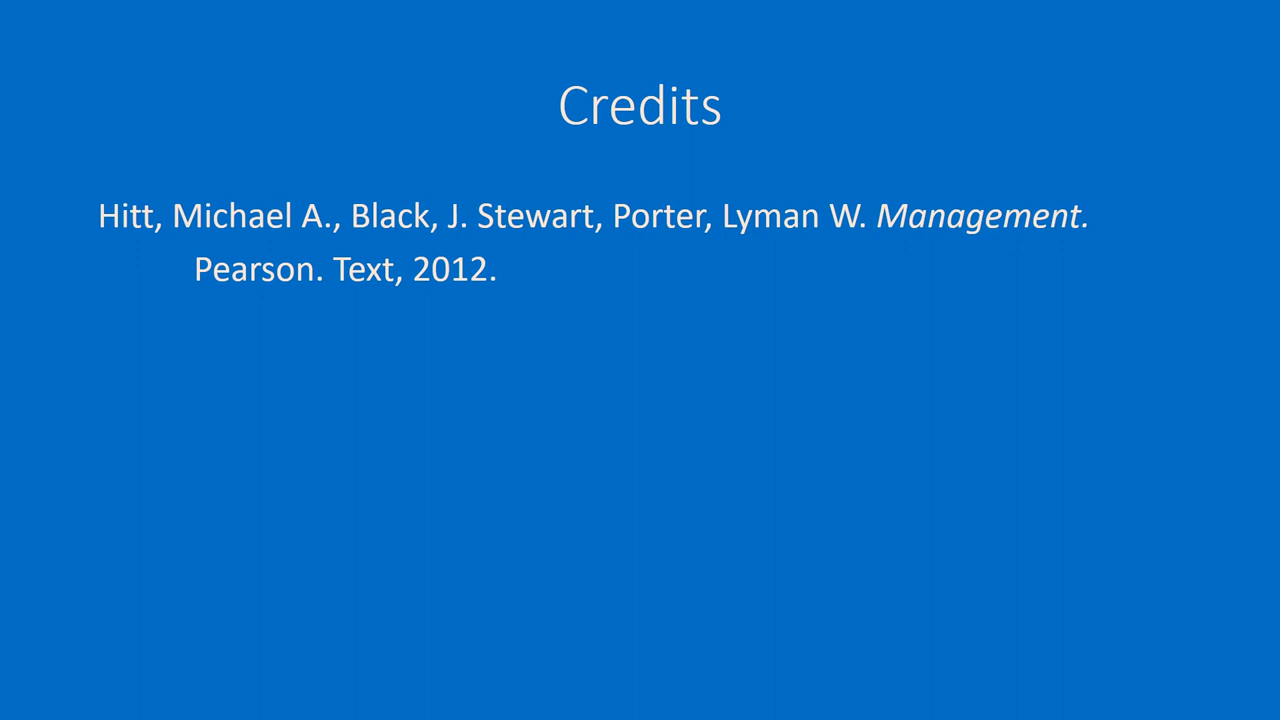 Credits
Hitt, Michael A., Black, J. Stewart, Porter, Lyman W. Management.
Pearson. Text, 2012.